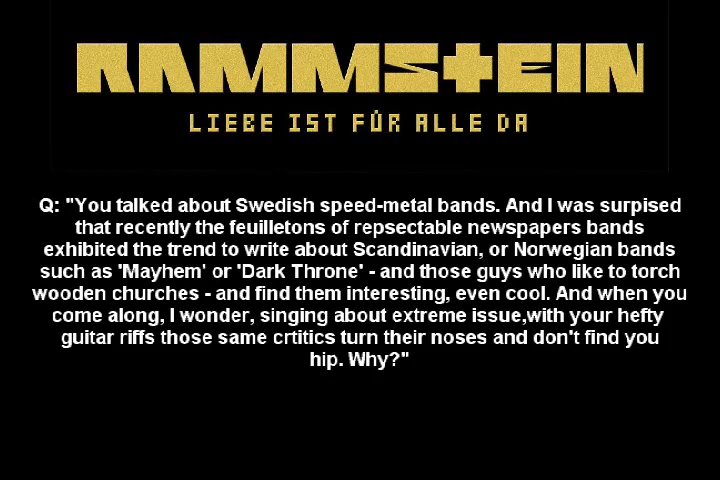 RAMMSTEIN
LIEBE IST FÜR ALLE DA
Q: "You talked about Swedish speed-metal bands. And I was surpised
that recently the feuilletons of repsectable newspapers bands
exhibited the trend to write about Scandinavian, or Norwegian bands
such as 'Mayhem' or 'Dark Throne' - and those guys who like to torch
wooden churches - and find them interesting, even cool. And when you
come along, I wonder, singing about extreme issue,with your hefty
guitar riffs those same crtitics turn their noses and don't find you
hip. Why?"